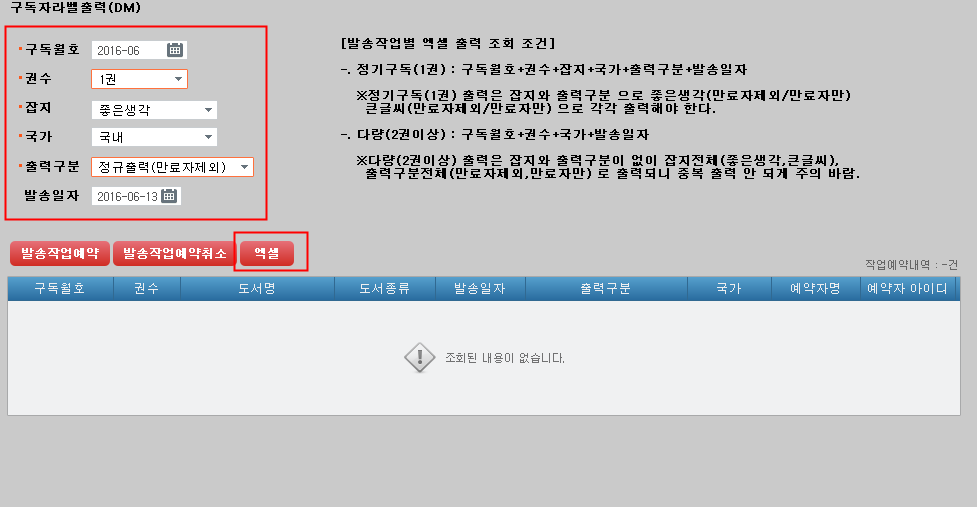 구독자라벨출력(DM)
구독월호 2016-06
권수 1권
잡지 좋은생각
국가 국내
출력구분 정규출력(만료자제외)
발송일자 2016-06-13
[발송작업별 엑셀 출력 조회 조건]
-. 정기구독(1권) : 구독월호+권수+잡지+국가+출력구분+발송일자
※정기구독(1권) 출력은 잡지와 출력구분 으로 좋은생각(만료자제외/만료자만)
큰글씨(만료자제외/만료자만) 으로 각각 출력해야 한다.
-. 다량(2권이상) : 구독월호+권수+국가+발송일자
※다량(2권이상) 출력은 잡지와 출력구분이 없이 잡지전체(좋은생각,큰글씨),
출력구분전체(만료자제외,만료자만) 로 출력되니 중복 출력 안 되게 주의 바람.
발송작업예약 발송작업예약취소 엑셀
작업예약내역 : -건
구독월호 권수 도서명 도서종류 발송일자 출력구분 국가 예약자명 예약자 아이디
조회된 내용이 없습니다.